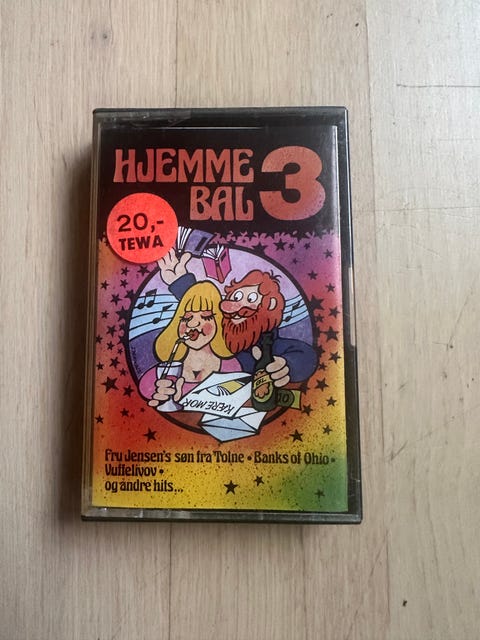 HJEMME
BAL 3
20,-
TEWA
KÆRE MOR
Fru Jensen's søn fra Tolne • Banks of Ohio •
Vuffelivov •
og andre hits...